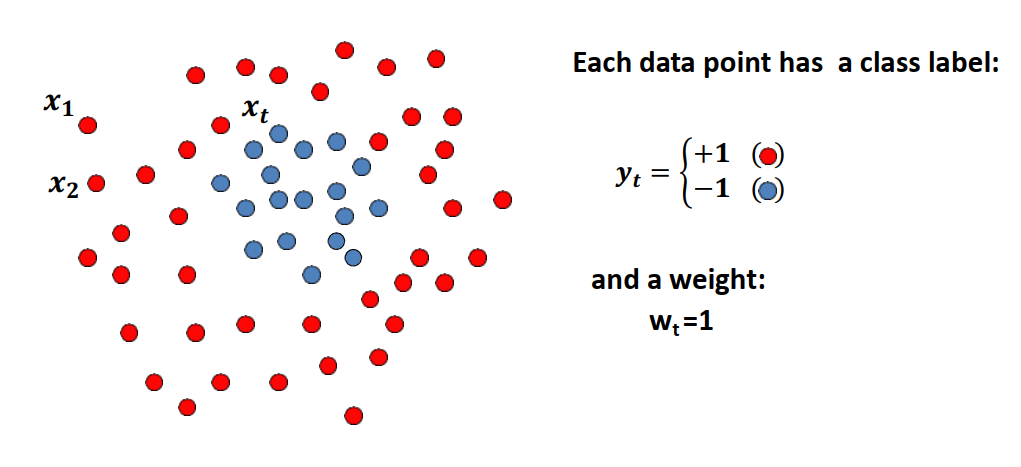 x₁
x₂
xₜ
Each data point has a class label:
yₜ = { +1 (●)
−1 (●)
and a weight:
wₜ=1